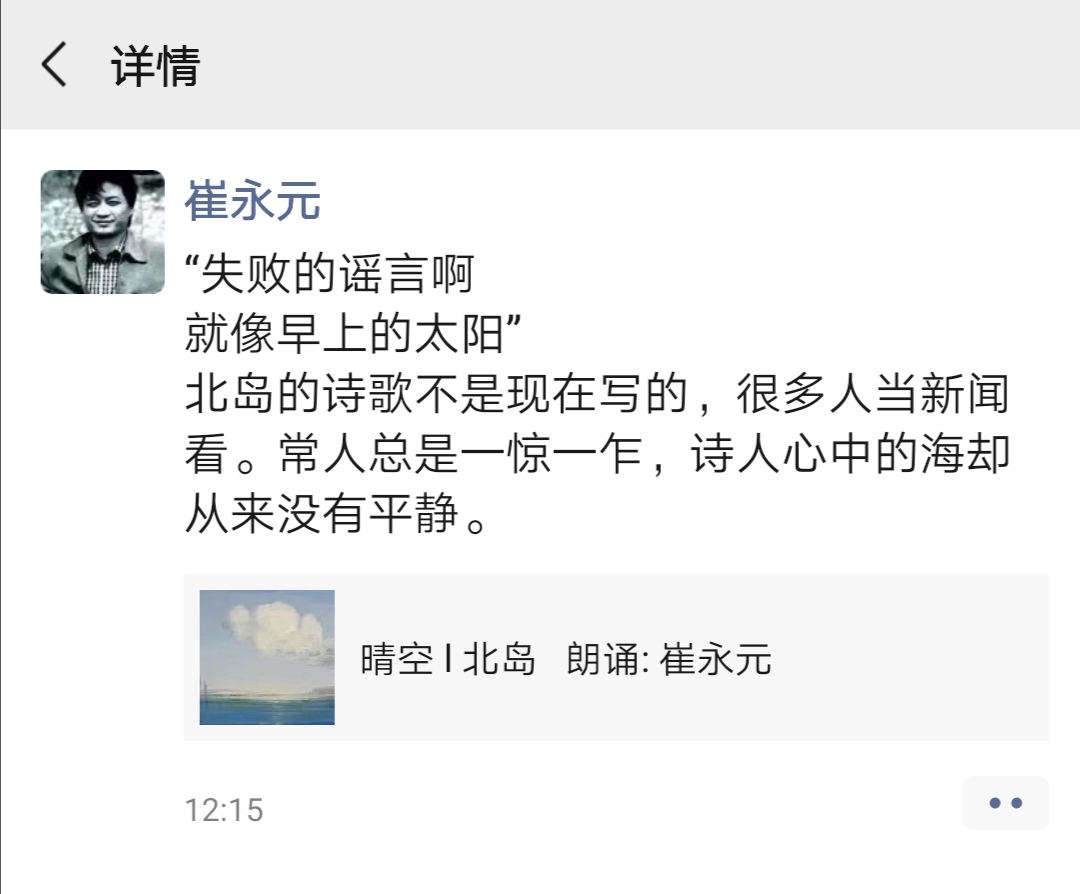 详情
崔永元
“失败的谣言啊
就像早上的太阳”
北岛的诗歌不是现在写的，很多人当新闻
看。常人总是一惊一乍，诗人心中的海却
从来没有平静。
晴空 l 北岛 朗诵: 崔永元
12:15